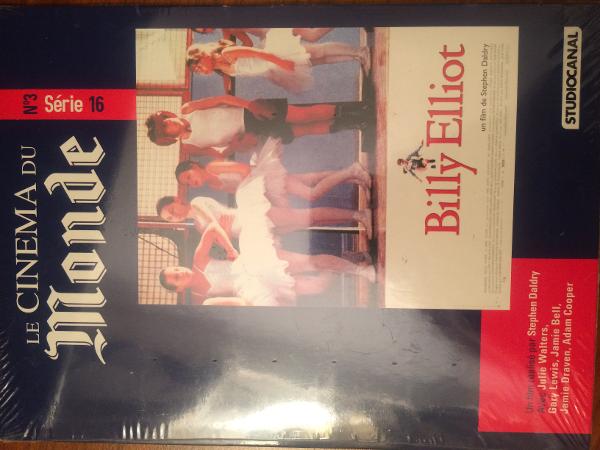 LE CINEMA DU
Monde
N°3 Série 16
Billy Elliot
un film de Stephen Daldry
STUDIOCANAL
Un film réalisé par Stephen Daldry
Avec Julie Walters,
Gary Lewis, Jamie Bell,
Jamie Draven, Adam Cooper